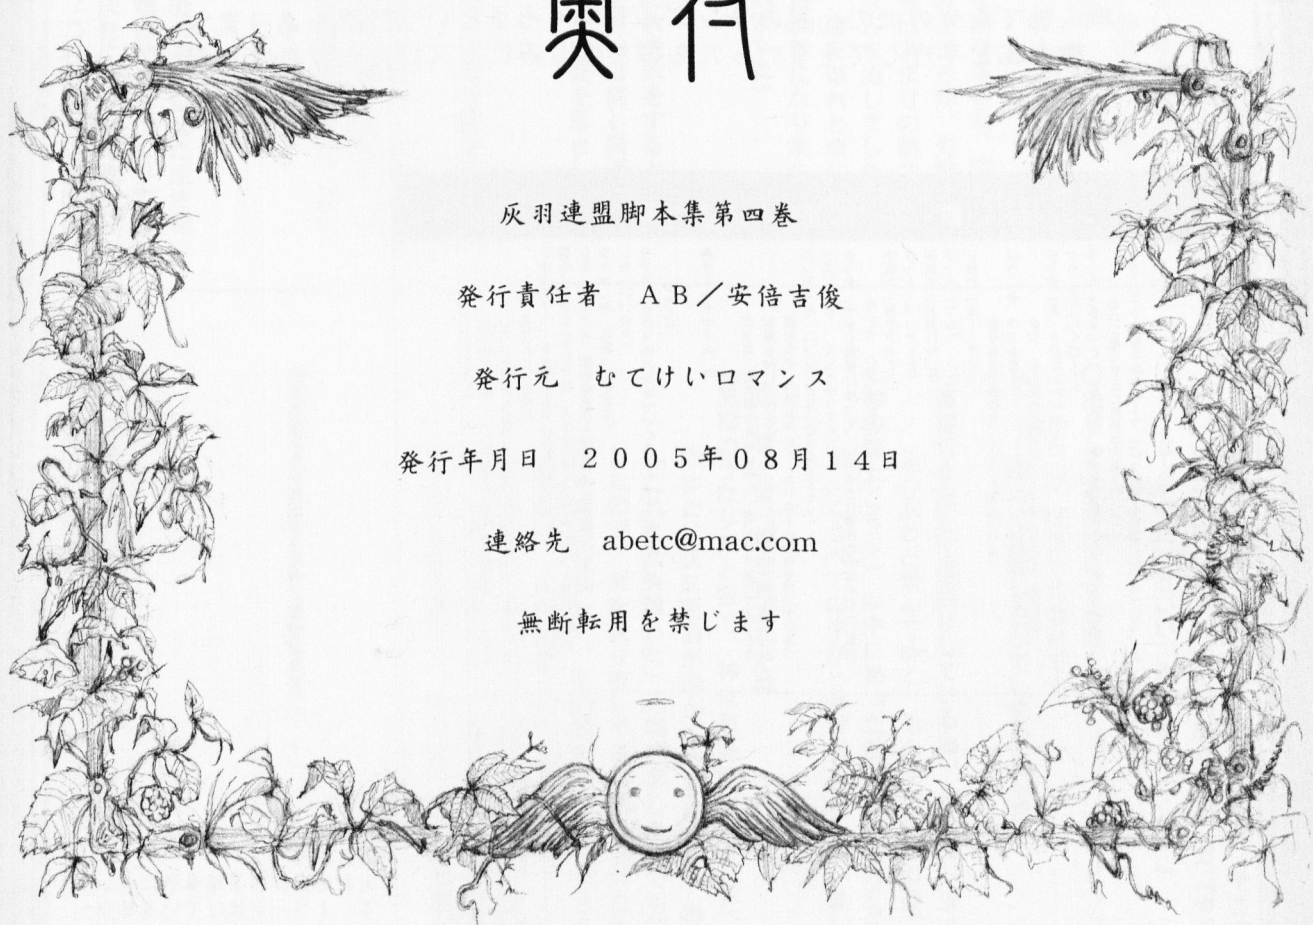 奥付
灰羽連盟脚本集第四巻
発行責任者　ＡＢ／安倍吉俊
発行元　むてけいロマンス
発行年月日　２００５年０８月１４日
連絡先　abetc@mac.com
無断転用を禁じます